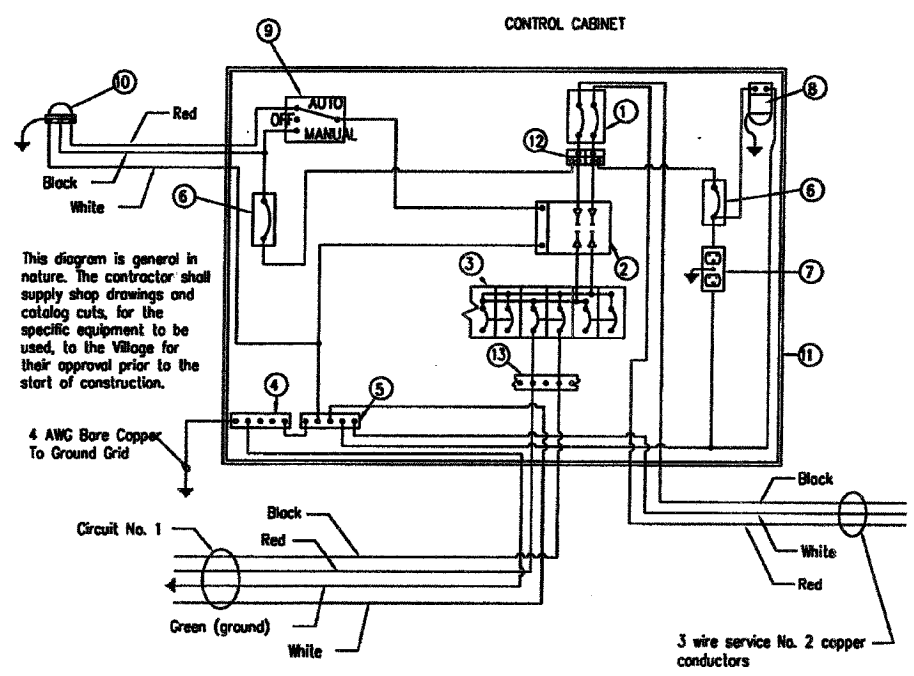 CONTROL CABINET
9
10
Red
AUTO
OFF
MANUAL
8
1
12
Black
White
6
6
2
3
7
This diagram is general in
nature. The contractor shall
supply shop drawings and
catalog cuts, for the
specific equipment to be
used, to the Village for
their approval prior to the
start of construction.
13
11
4
5
4 AWG Bare Copper
To Ground Grid
Black
Black
Circuit No. 1
Red
White
Red
Green (ground)
White
3 wire service No. 2 copper
conductors